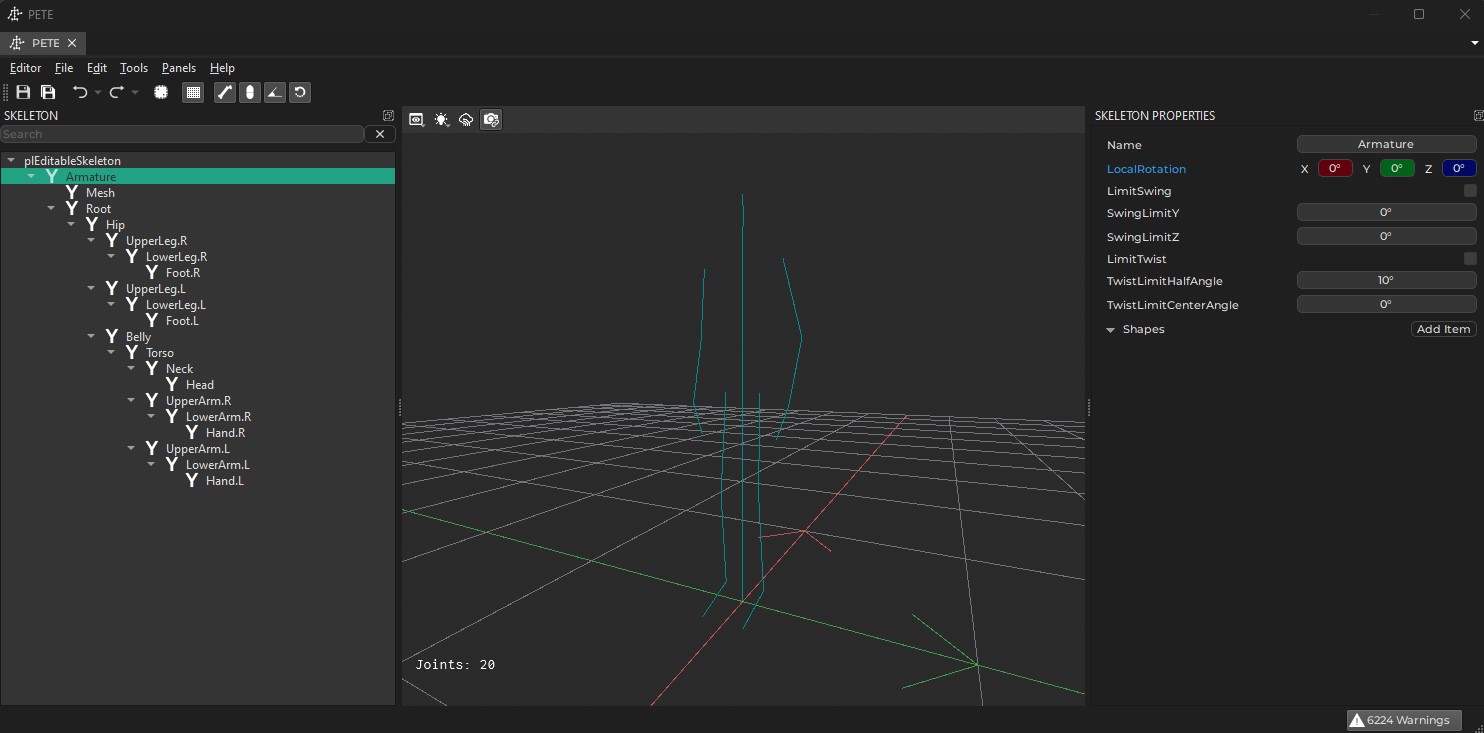 PETE
PETE
Editor File Edit Tools Panels Help
SKELETON
Search
plEditableSkeleton
Armature
Mesh
Root
Hip
UpperLeg.R
LowerLeg.R
Foot.R
UpperLeg.L
LowerLeg.L
Foot.L
Belly
Torso
Neck
Head
UpperArm.R
LowerArm.R
Hand.R
UpperArm.L
LowerArm.L
Hand.L
Joints: 20
SKELETON PROPERTIES
Name Armature
LocalRotation X 0° Y 0° Z 0°
LimitSwing
SwingLimitY 0°
SwingLimitZ 0°
LimitTwist
TwistLimitHalfAngle 10°
TwistLimitCenterAngle 0°
Shapes Add Item
6224 Warnings